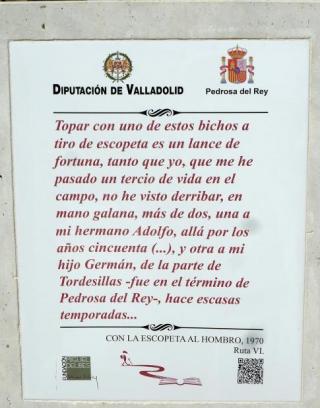 DIPUTACIÓN DE VALLADOLID
Pedrosa del Rey
Topar con uno de estos bichos a
tiro de escopeta es un lance de
fortuna, tanto que yo, que me he
pasado un tercio de vida en el
campo, no he visto derribar, en
mano galana, más de dos, una a
mi hermano Adolfo, allá por los
años cincuenta (...), y otra a mi
hijo Germán, de la parte de
Tordesillas -fue en el término de
Pedrosa del Rey-, hace escasas
temporadas...
CON LA ESCOPETA AL HOMBRO, 1970
Ruta VI.